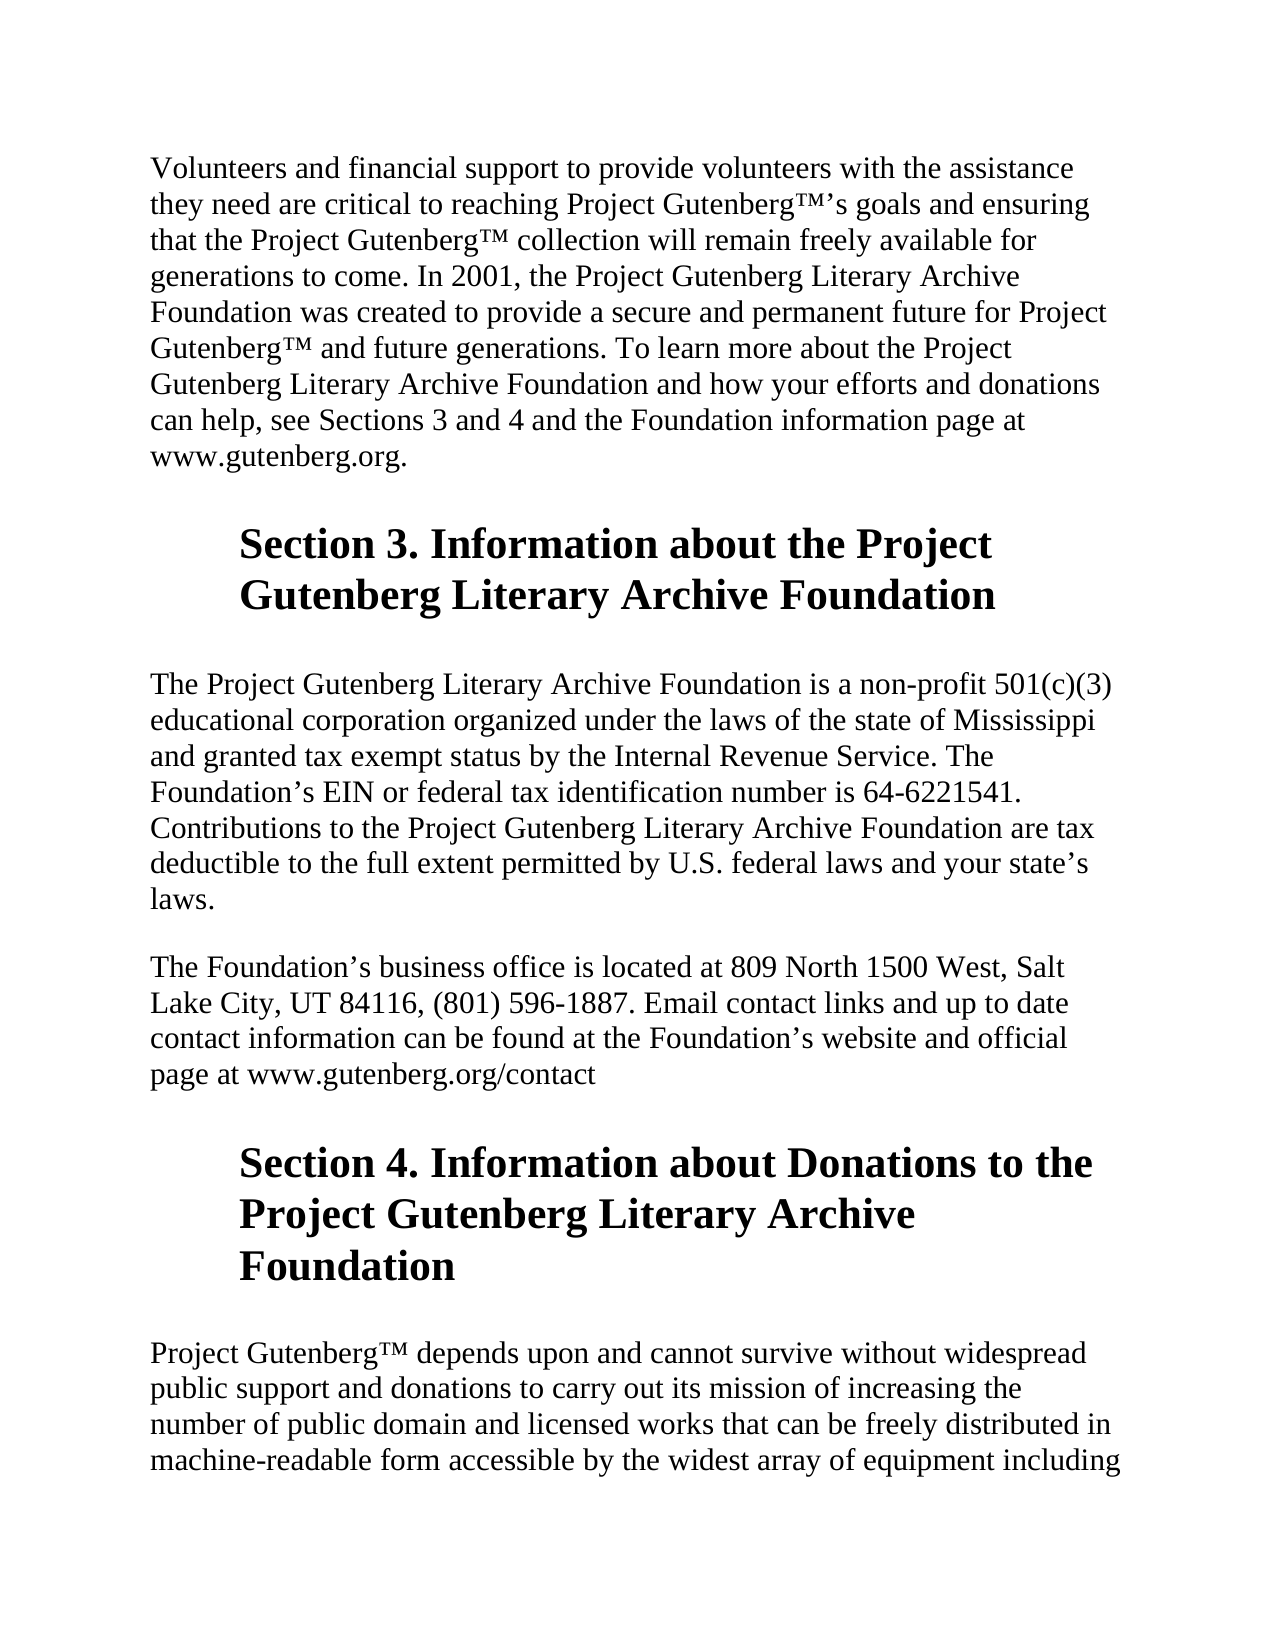 Volunteers and financial support to provide volunteers with the assistance
they need are critical to reaching Project Gutenberg™’s goals and ensuring
that the Project Gutenberg™ collection will remain freely available for
generations to come. In 2001, the Project Gutenberg Literary Archive
Foundation was created to provide a secure and permanent future for Project
Gutenberg™ and future generations. To learn more about the Project
Gutenberg Literary Archive Foundation and how your efforts and donations
can help, see Sections 3 and 4 and the Foundation information page at
www.gutenberg.org.
Section 3. Information about the Project
Gutenberg Literary Archive Foundation
The Project Gutenberg Literary Archive Foundation is a non-profit 501(c)(3)
educational corporation organized under the laws of the state of Mississippi
and granted tax exempt status by the Internal Revenue Service. The
Foundation’s EIN or federal tax identification number is 64-6221541.
Contributions to the Project Gutenberg Literary Archive Foundation are tax
deductible to the full extent permitted by U.S. federal laws and your state’s
laws.
The Foundation’s business office is located at 809 North 1500 West, Salt
Lake City, UT 84116, (801) 596-1887. Email contact links and up to date
contact information can be found at the Foundation’s website and official
page at www.gutenberg.org/contact
Section 4. Information about Donations to the
Project Gutenberg Literary Archive
Foundation
Project Gutenberg™ depends upon and cannot survive without widespread
public support and donations to carry out its mission of increasing the
number of public domain and licensed works that can be freely distributed in
machine-readable form accessible by the widest array of equipment including